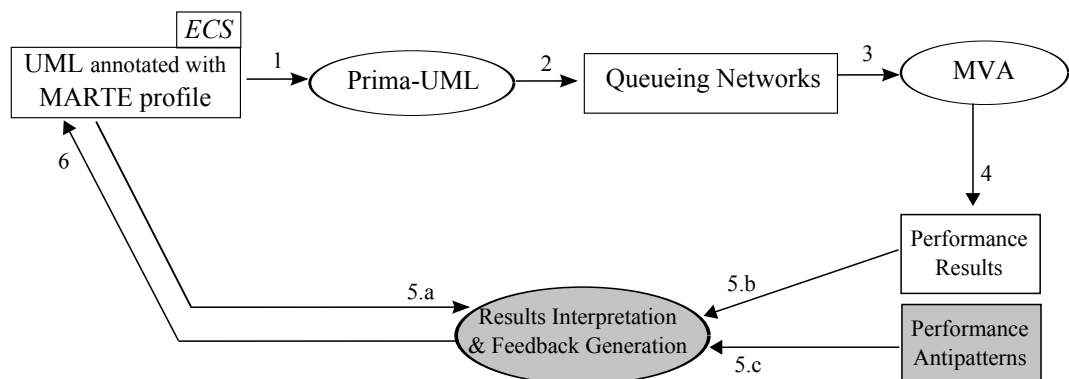 ECS
UML annotated with
MARTE profile
1
Prima-UML
2
Queueing Networks
3
MVA
4
Performance
Results
5.a
5.b
Results Interpretation
& Feedback Generation
5.c
Performance
Antipatterns
6